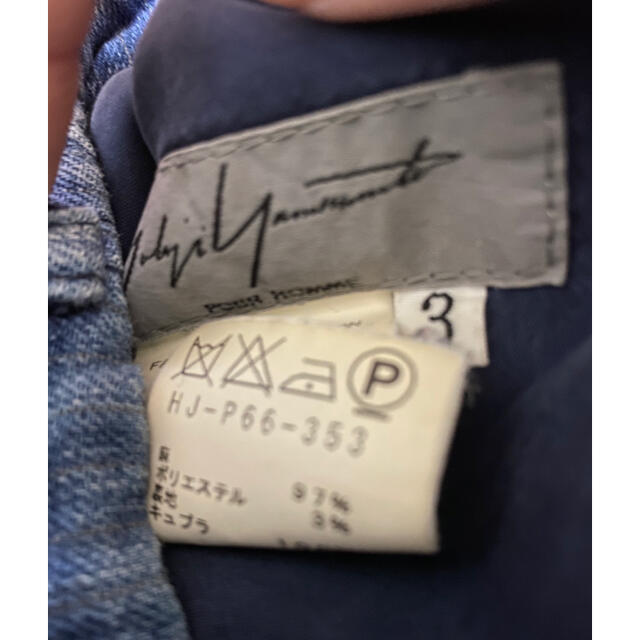 Yohji Yamamoto
POUR HOMME
3
P
HJ-P66-353
ポリエステル 97%
キュプラ 3%